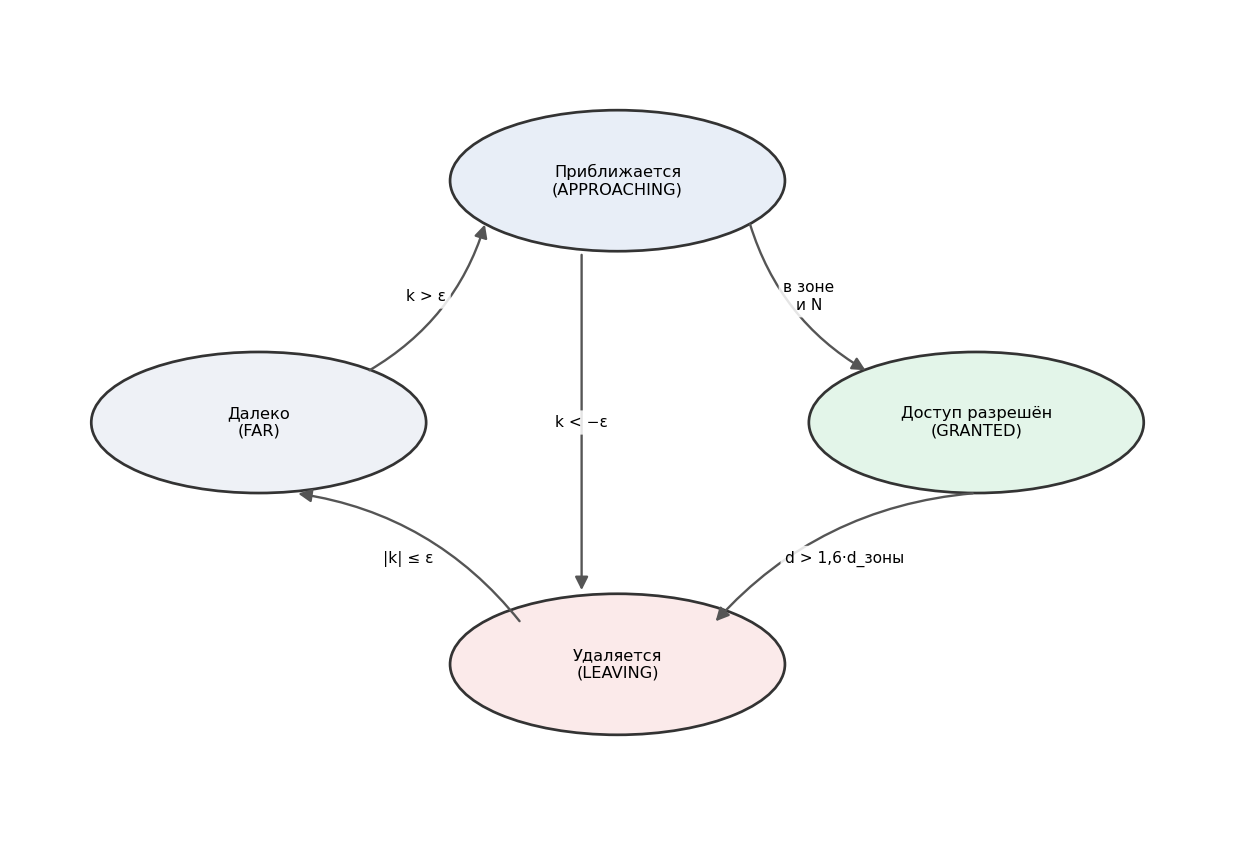 Приближается
(APPROACHING)
в зоне
и N
k > ε
Далеко
(FAR)
k < −ε
Доступ разрешён
(GRANTED)
|k| ≤ ε
d > 1,6·d_зоны
Удаляется
(LEAVING)